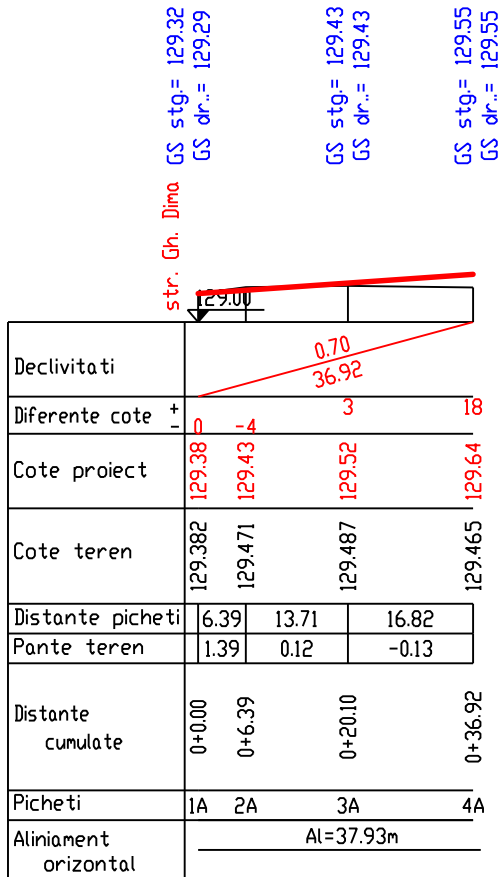 GS stg.= 129.32
GS dr..= 129.29
GS stg.= 129.43
GS dr..= 129.43
GS stg.= 129.55
GS dr..= 129.55
str. Gh. Dima
129.00
Declivitati
0.70
36.92
Diferente cote + -
0 -4 3 18
Cote proiect 129.38 129.43 129.52 129.64
Cote teren 129.382 129.471 129.487 129.465
Distante picheti 6.39 13.71 16.82
Pante teren 1.39 0.12 -0.13
Distante
cumulate
0+0.00 0+6.39 0+20.10 0+36.92
Picheti 1A 2A 3A 4A
Aliniament
orizontal
Al=37.93m